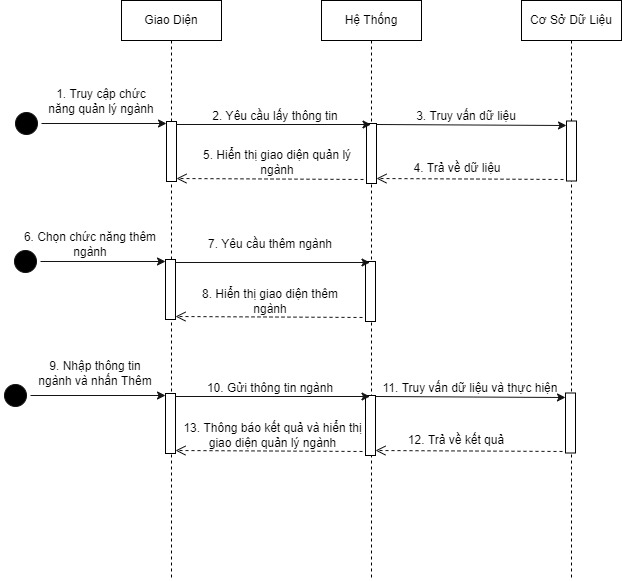 Giao Diện
Hệ Thống
Cơ Sở Dữ Liệu
1. Truy cập chức
năng quản lý ngành
2. Yêu cầu lấy thông tin
3. Truy vấn dữ liệu
5. Hiển thị giao diện quản lý
ngành
4. Trả về dữ liệu
6. Chọn chức năng thêm
ngành
7. Yêu cầu thêm ngành
8. Hiển thị giao diện thêm
ngành
9. Nhập thông tin
ngành và nhấn Thêm
10. Gửi thông tin ngành
11. Truy vấn dữ liệu và thực hiện
13. Thông báo kết quả và hiển thị
giao diện quản lý ngành
12. Trả về kết quả